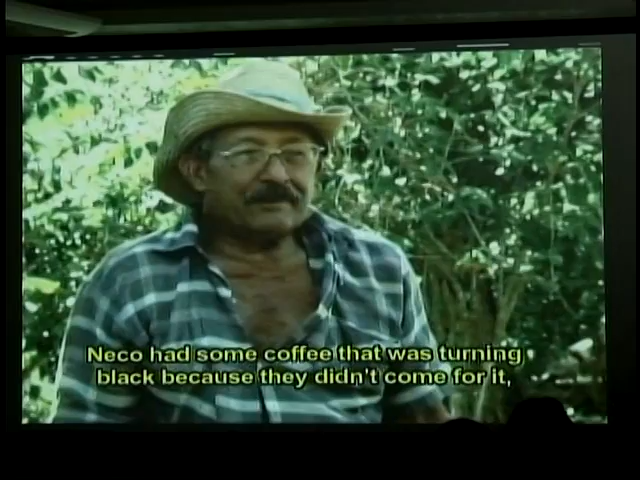 Neco had some coffee that was turning
black because they didn't come for it,